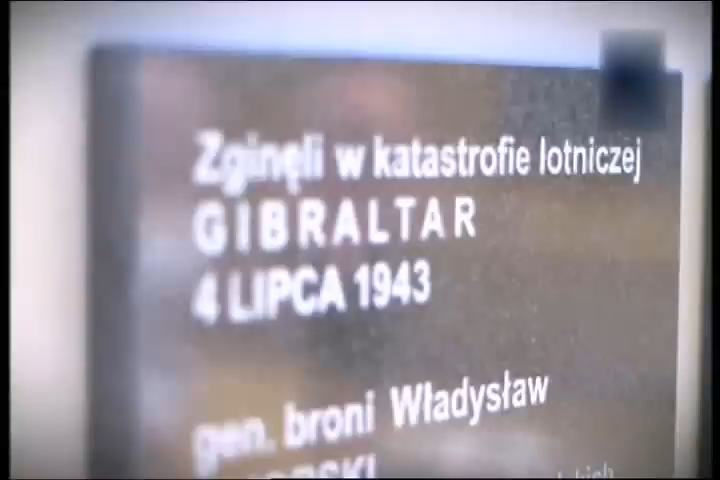 Zginęli w katastrofie lotniczej
GIBRALTAR
4 LIPCA 1943
gen. broni Władysław